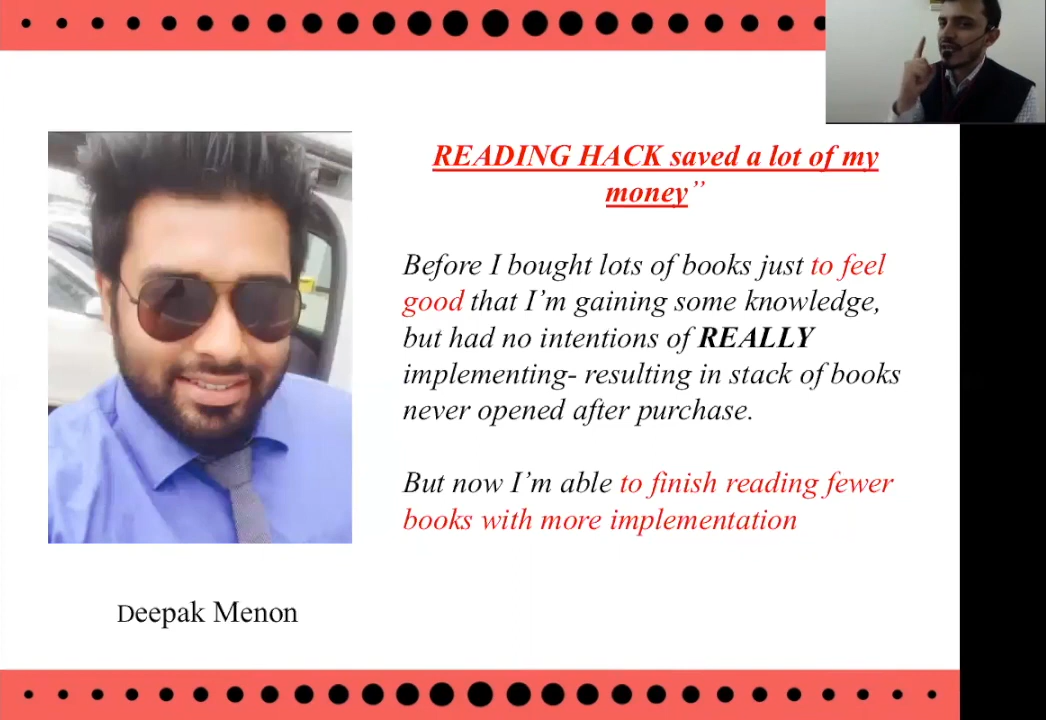 READING HACK saved a lot of my
money”
Before I bought lots of books just to feel
good that I’m gaining some knowledge,
but had no intentions of REALLY
implementing- resulting in stack of books
never opened after purchase.
But now I’m able to finish reading fewer
books with more implementation
Deepak Menon